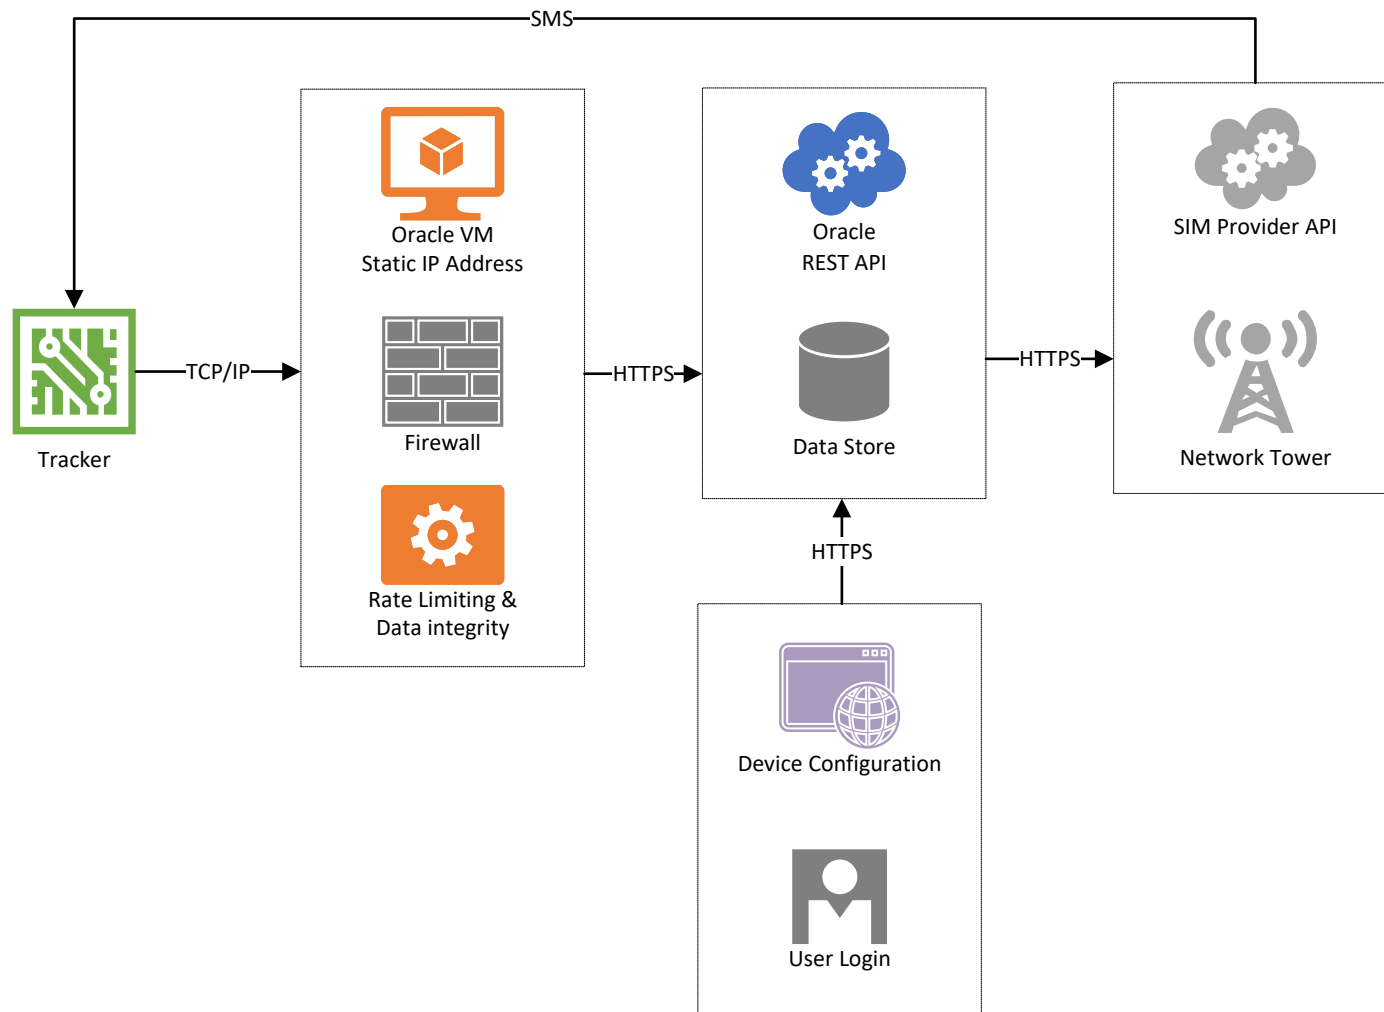 SMS
Oracle VM
Static IP Address
Oracle
REST API
SIM Provider API
TCP/IP
HTTPS
HTTPS
Tracker
Firewall
Data Store
Network Tower
HTTPS
Rate Limiting &
Data integrity
Device Configuration
User Login